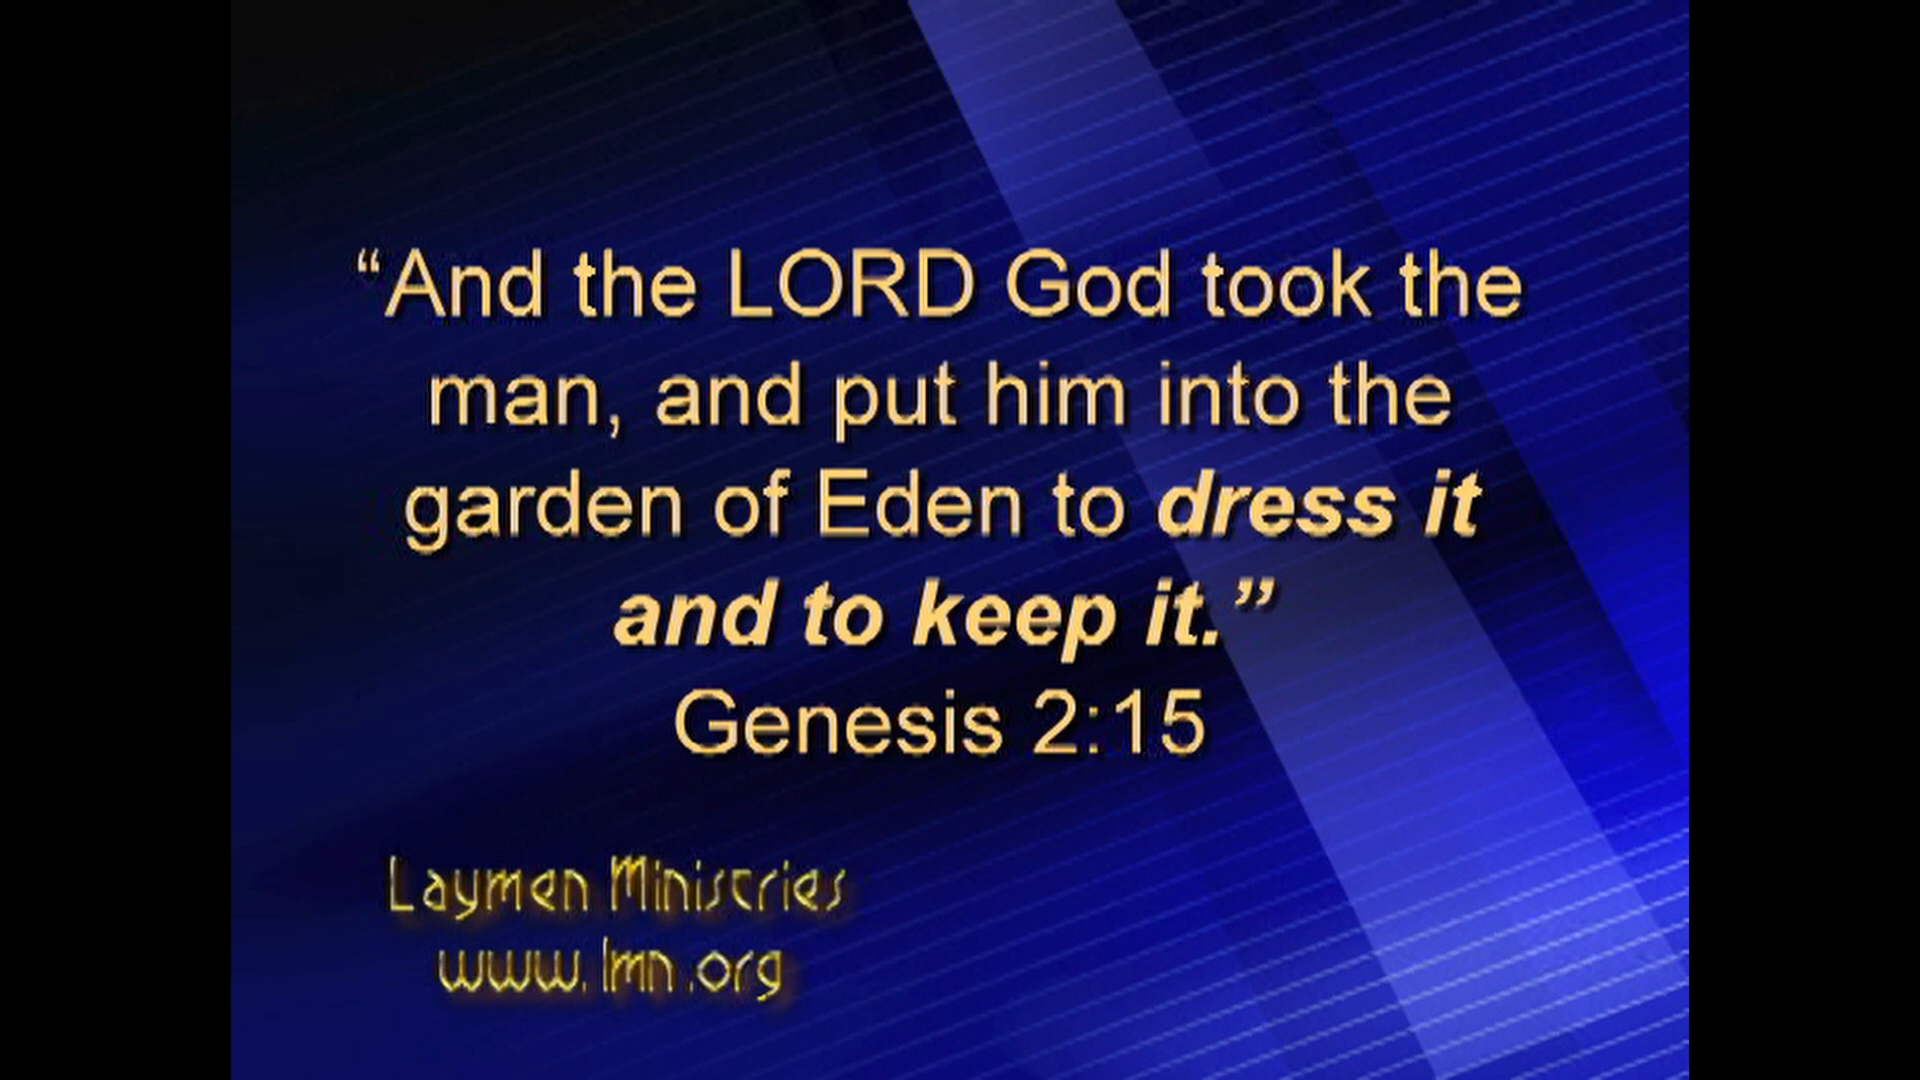 “And the LORD God took the
man, and put him into the
garden of Eden to dress it
and to keep it.”
Genesis 2:15
Laymen Ministries
www.lmn.org